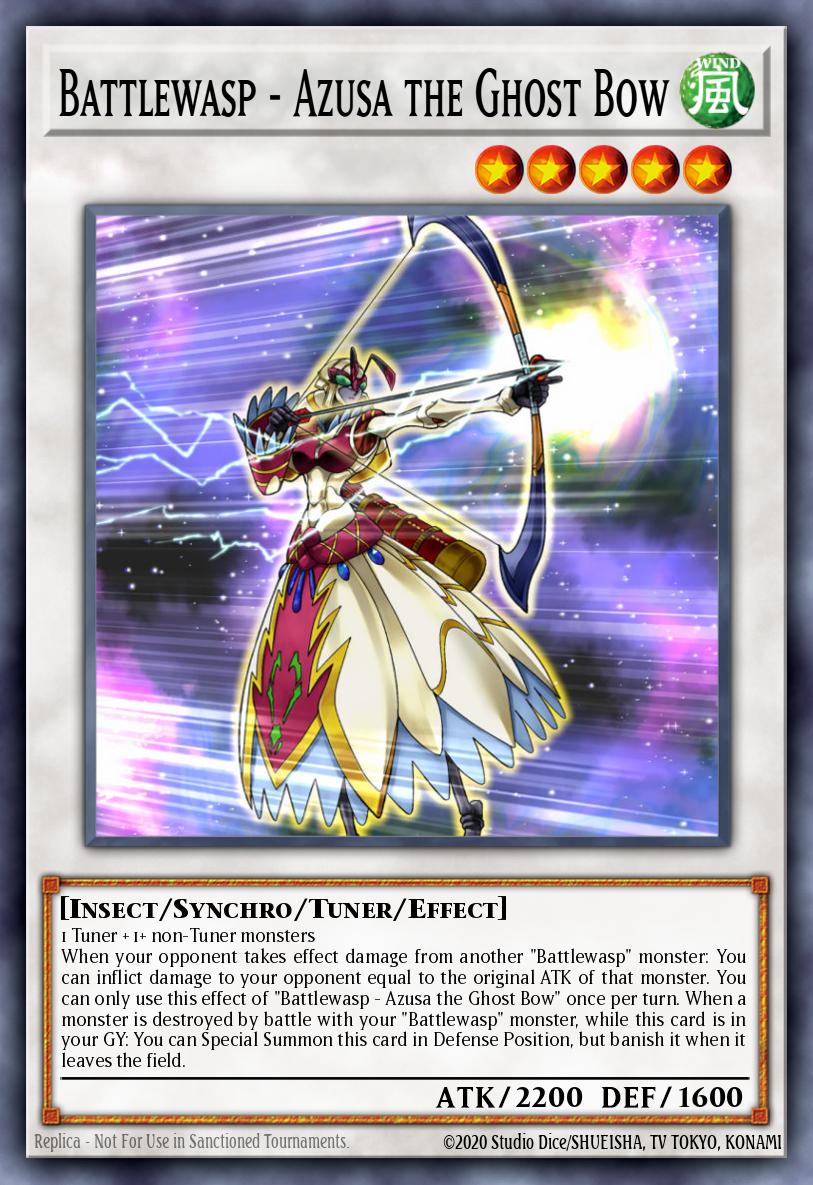 Battlewasp - Azusa the Ghost Bow
WIND
風
[Insect/Synchro/Tuner/Effect]
1 Tuner + 1+ non-Tuner monsters
When your opponent takes effect damage from another "Battlewasp" monster: You
can inflict damage to your opponent equal to the original ATK of that monster. You
can only use this effect of "Battlewasp - Azusa the Ghost Bow" once per turn. When a
monster is destroyed by battle with your "Battlewasp" monster, while this card is in
your GY: You can Special Summon this card in Defense Position, but banish it when it
leaves the field.
ATK/2200 DEF/1600
Replica - Not For Use in Sanctioned Tournaments.
©2020 Studio Dice/SHUEISHA, TV TOKYO, KONAMI